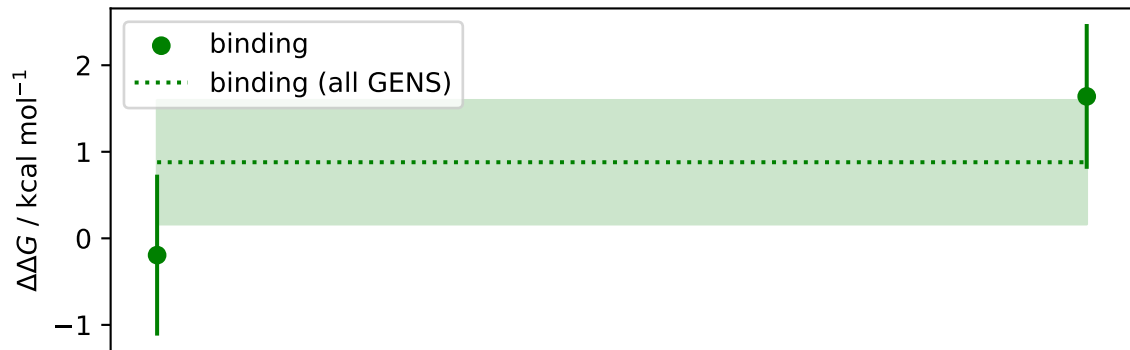 binding
binding (all GENS)
2
1
0
−1
ΔΔG / kcal mol⁻¹